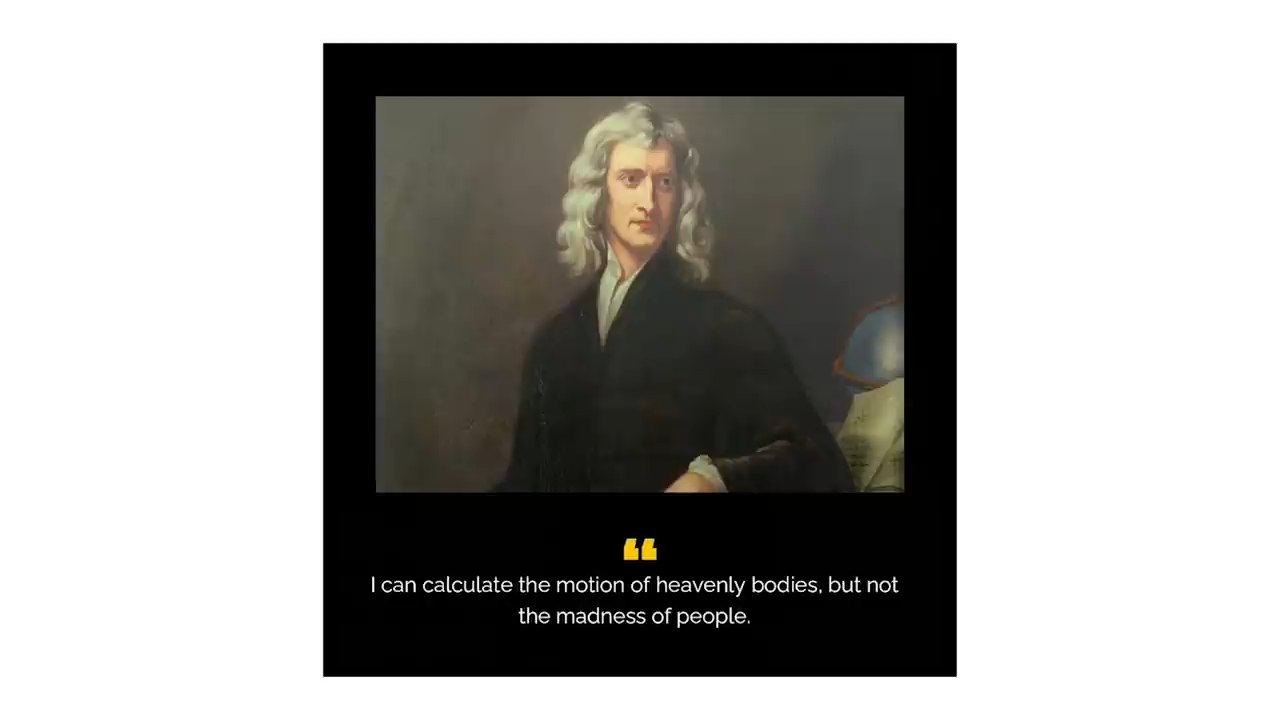 ❝
I can calculate the motion of heavenly bodies, but not
the madness of people.